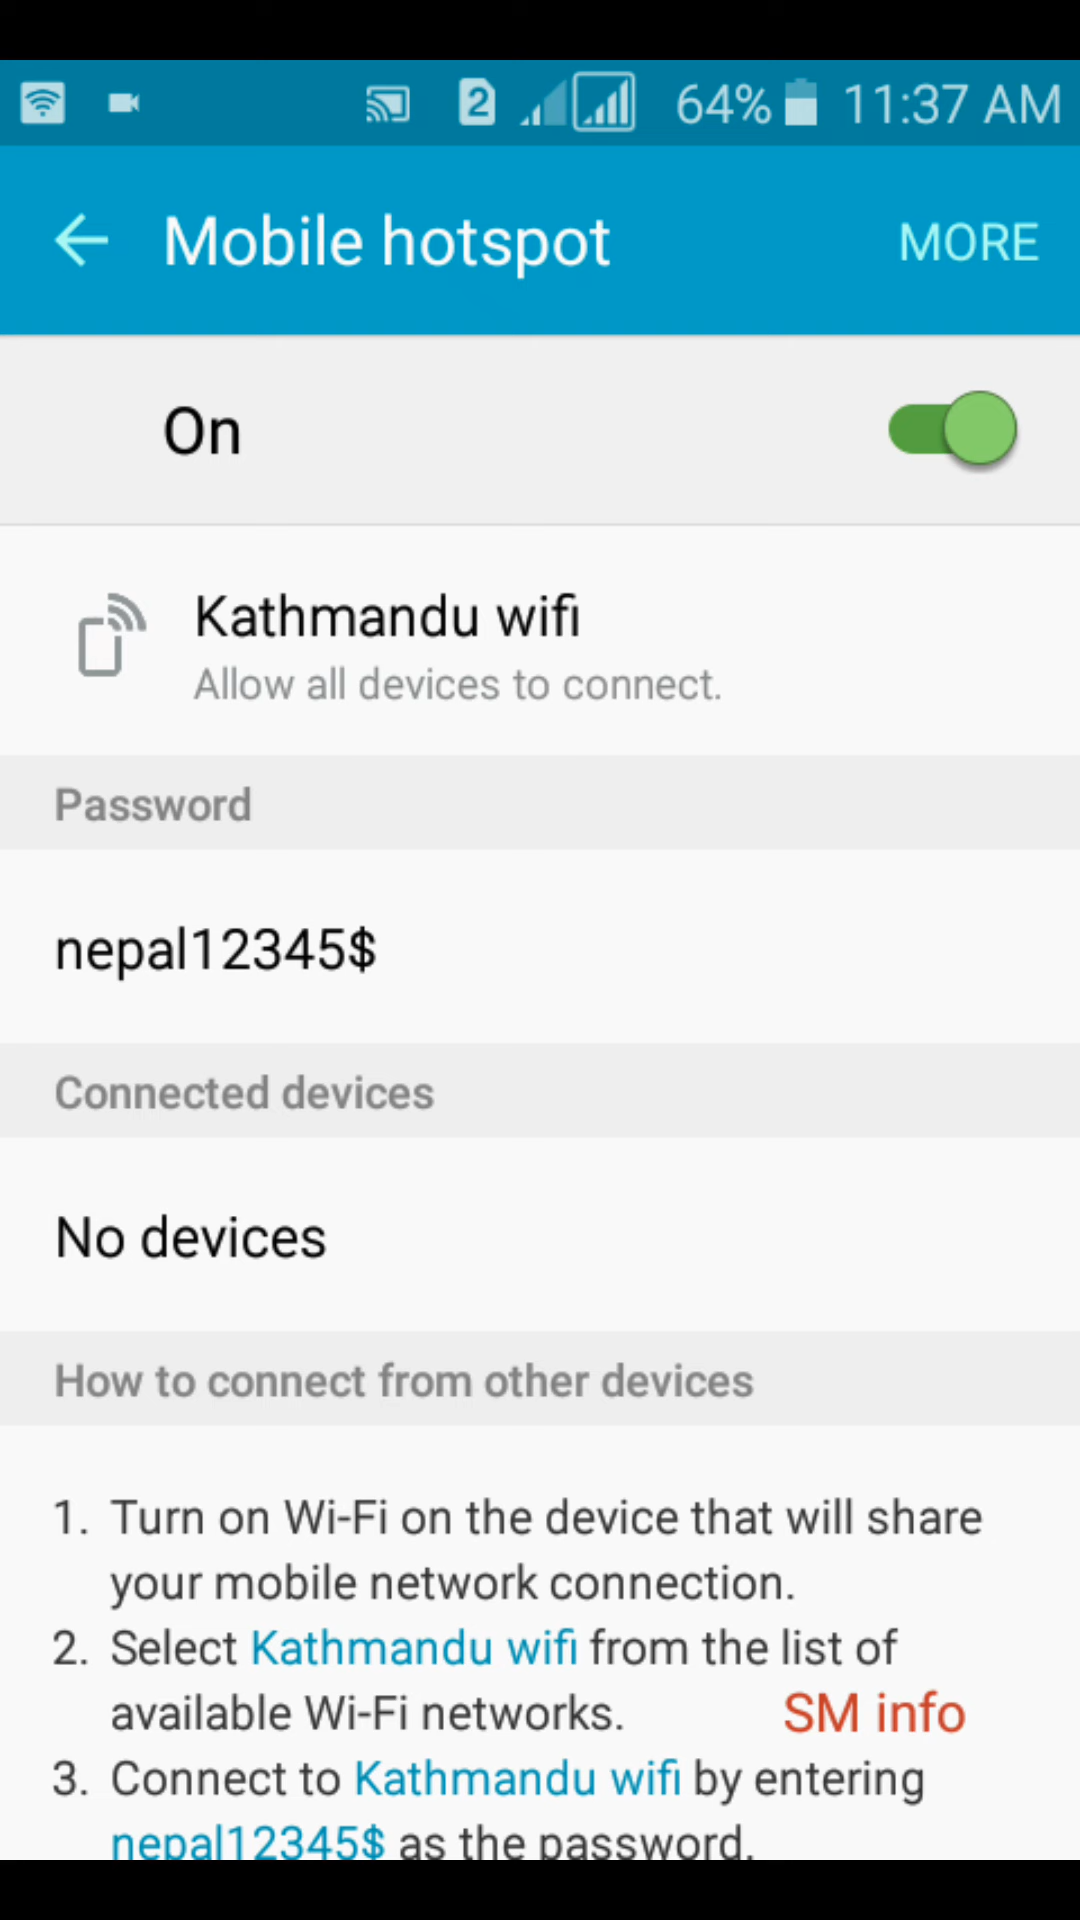 2 64% 11:37 AM
Mobile hotspot MORE
On
Kathmandu wifi
Allow all devices to connect.
Password
nepal12345$
Connected devices
No devices
How to connect from other devices
1. Turn on Wi-Fi on the device that will share
your mobile network connection.
2. Select Kathmandu wifi from the list of
available Wi-Fi networks. SM info
3. Connect to Kathmandu wifi by entering
nepal12345$ as the password.